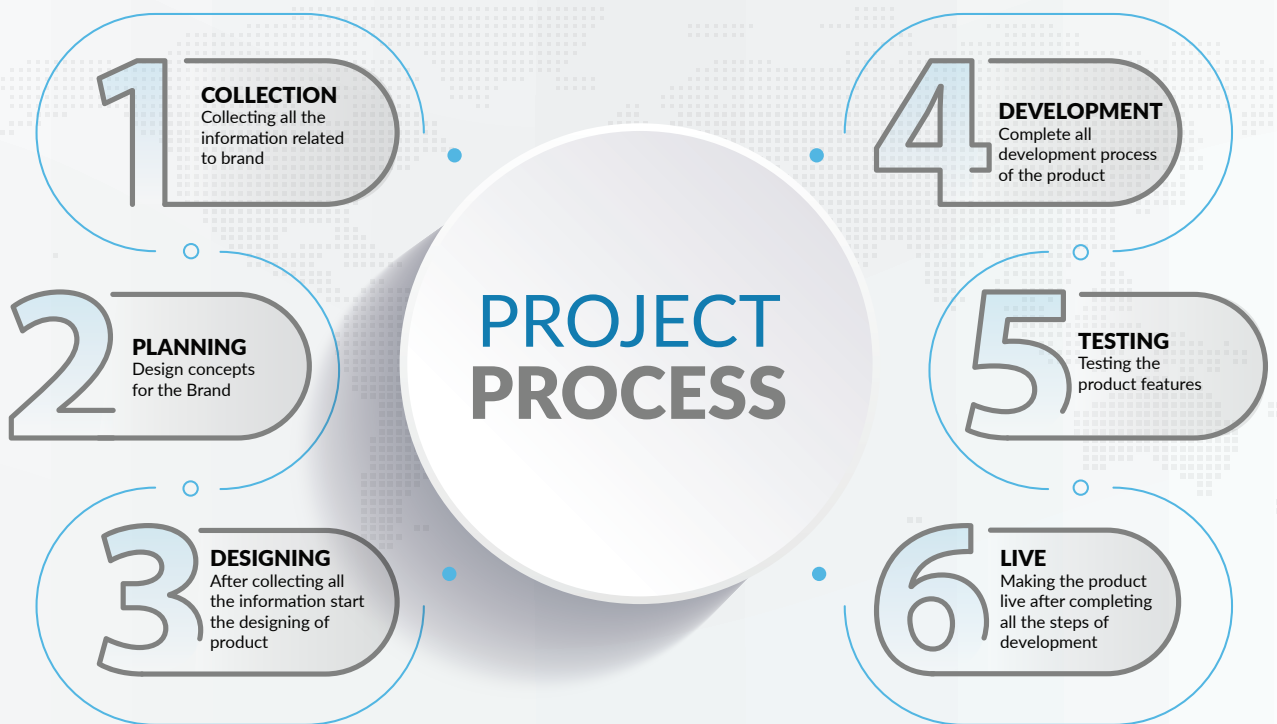 PROJECT
PROCESS
1
COLLECTION
Collecting all the
information related
to brand
2
PLANNING
Design concepts
for the Brand
3
DESIGNING
After collecting all
the information start
the designing of
product
4
DEVELOPMENT
Complete all
development process
of the product
5
TESTING
Testing the
product features
6
LIVE
Making the product
live after completing
all the steps of
development